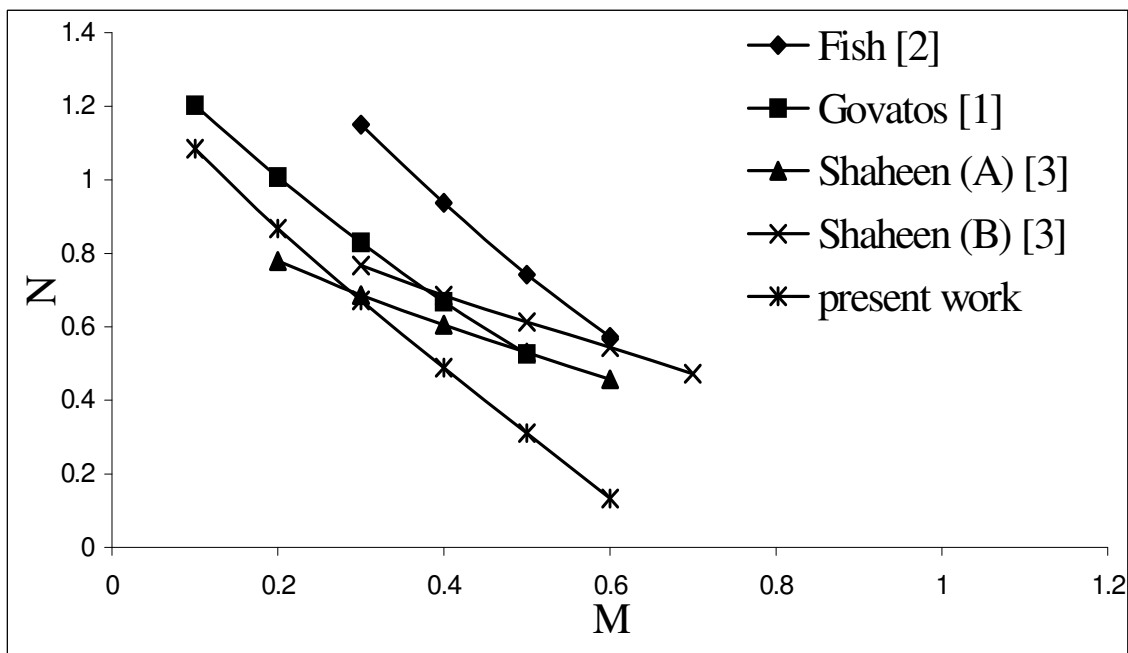 1.4
1.2
1
0.8
0.6
0.4
0.2
0
N
0 0.2 0.4 0.6 0.8 1 1.2
M
Fish [2]
Govatos [1]
Shaheen (A) [3]
Shaheen (B) [3]
present work